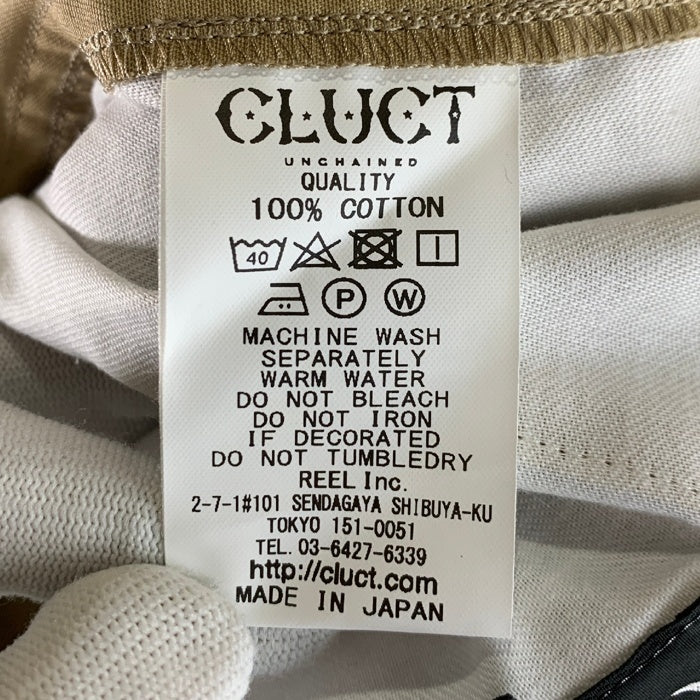 CLUCT
UNCHAINED
QUALITY
100% COTTON
40
P W
MACHINE WASH
SEPARATELY
WARM WATER
DO NOT BLEACH
DO NOT IRON
IF DECORATED
DO NOT TUMBLEDRY
REEL Inc.
2-7-1#101 SENDAGAYA SHIBUYA-KU
TOKYO 151-0051
TEL. 03-6427-6339
http://cluct.com
MADE IN JAPAN